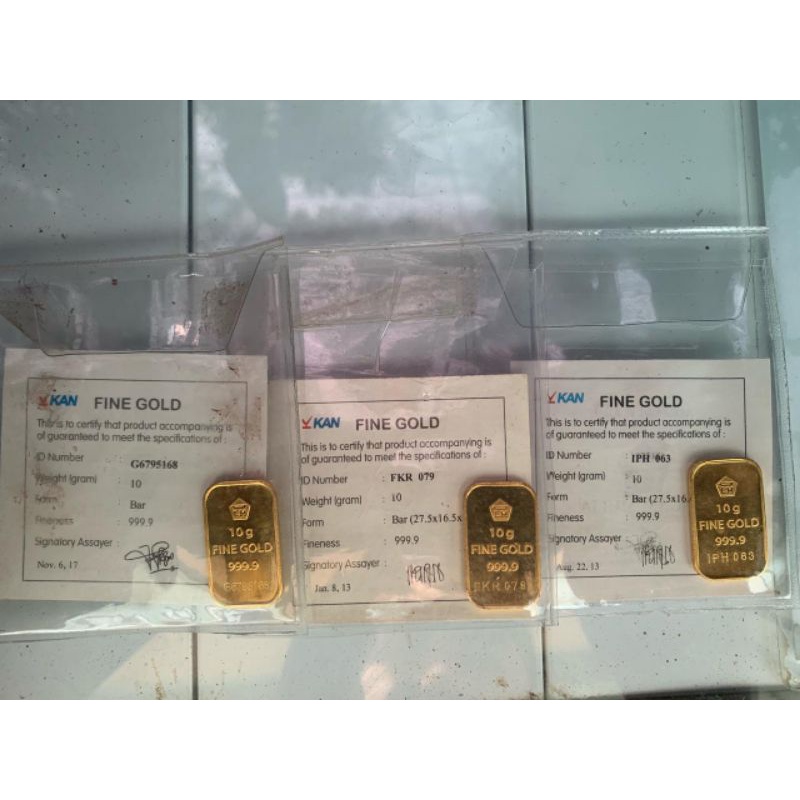 KAN FINE GOLD
This is to certify that product accompanying is
of guaranteed to meet the specifications of :
ID Number : G6795168
Weight (gram) : 10
Form : Bar
Fineness : 999.9
Signatory Assayer :
Nov. 6, 17
10g
FINE GOLD
999.9
KAN FINE GOLD
This is to certify that product accompanying is
of guaranteed to meet the specifications of :
ID Number : FKR 079
Weight (gram) : 10
Form : Bar (27.5x16.5x
Fineness : 999.9
Signatory Assayer :
Jan. 8, 13
10g
FINE GOLD
999.9
KAN FINE GOLD
This is to certify that product accompanying is
of guaranteed to meet the specifications of :
ID Number : IPH 063
Weight (gram) : 10
Form : Bar (27.5x16.
Fineness : 999.9
Signatory Assayer :
Aug. 22, 13
10g
FINE GOLD
999.9
IPH 063